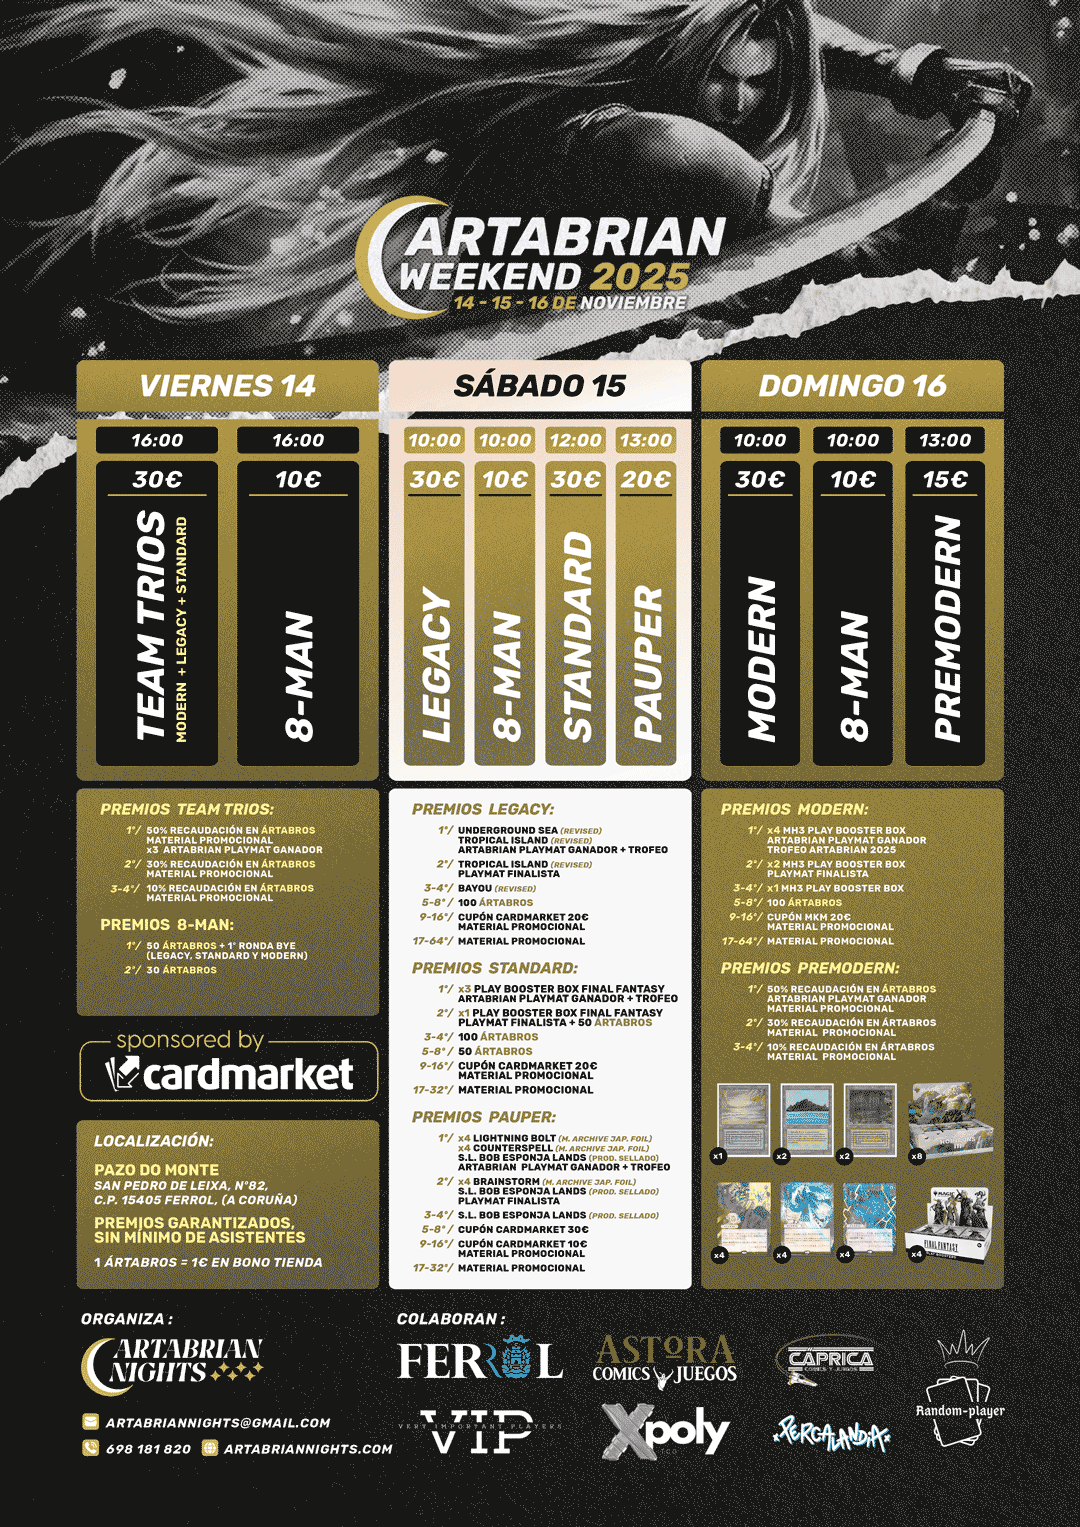 ARTABRIAN
WEEKEND 2025
14 - 15 - 16 DE NOVIEMBRE
VIERNES 14
16:00
30€
TEAM TRIOS
MODERN + LEGACY + STANDARD
16:00
10€
8-MAN
SÁBADO 15
10:00
30€
LEGACY
10:00
10€
8-MAN
12:00
30€
STANDARD
13:00
20€
PAUPER
DOMINGO 16
10:00
30€
MODERN
10:00
10€
8-MAN
13:00
15€
PREMODERN
PREMIOS TEAM TRIOS:
1º/ 50% RECAUDACIÓN EN ÁRTABROS
MATERIAL PROMOCIONAL
x3 ARTABRIAN PLAYMAT GANADOR
2º/ 30% RECAUDACIÓN EN ÁRTABROS
MATERIAL PROMOCIONAL
3-4º/ 10% RECAUDACIÓN EN ÁRTABROS
MATERIAL PROMOCIONAL
PREMIOS 8-MAN:
1º/ 50 ÁRTABROS + 1º RONDA BYE
(LEGACY, STANDARD Y MODERN)
2º/ 30 ÁRTABROS
sponsored by
cardmarket
LOCALIZACIÓN:
PAZO DO MONTE
SAN PEDRO DE LEIXA, Nº82,
C.P. 15405 FERROL, (A CORUÑA)
PREMIOS GARANTIZADOS,
SIN MÍNIMO DE ASISTENTES
1 ÁRTABROS = 1€ EN BONO TIENDA
PREMIOS LEGACY:
1º/ UNDERGROUND SEA (REVISED)
TROPICAL ISLAND (REVISED)
ARTABRIAN PLAYMAT GANADOR + TROFEO
2º/ TROPICAL ISLAND (REVISED)
PLAYMAT FINALISTA
3-4º/ BAYOU (REVISED)
5-8º/ 100 ÁRTABROS
9-16º/ CUPÓN CARDMARKET 20€
MATERIAL PROMOCIONAL
17-64º/ MATERIAL PROMOCIONAL
PREMIOS STANDARD:
1º/ x3 PLAY BOOSTER BOX FINAL FANTASY
ARTABRIAN PLAYMAT GANADOR + TROFEO
2º/ x1 PLAY BOOSTER BOX FINAL FANTASY
PLAYMAT FINALISTA + 50 ÁRTABROS
3-4º/ 100 ÁRTABROS
5-8º/ 50 ÁRTABROS
9-16º/ CUPÓN CARDMARKET 20€
MATERIAL PROMOCIONAL
17-32º/ MATERIAL PROMOCIONAL
PREMIOS PAUPER:
1º/ x4 LIGHTNING BOLT (M. ARCHIVE JAP. FOIL)
x4 COUNTERSPELL (M. ARCHIVE JAP. FOIL)
S.L. BOB ESPONJA LANDS (PROD. SELLADO)
ARTABRIAN PLAYMAT GANADOR + TROFEO
2º/ x4 BRAINSTORM (M. ARCHIVE JAP. FOIL)
S.L. BOB ESPONJA LANDS (PROD. SELLADO)
PLAYMAT FINALISTA
3-4º/ S.L. BOB ESPONJA LANDS (PROD. SELLADO)
5-8º/ CUPÓN CARDMARKET 30€
9-16º/ CUPÓN CARDMARKET 10€
MATERIAL PROMOCIONAL
17-32º/ MATERIAL PROMOCIONAL
PREMIOS MODERN:
1º/ x4 MH3 PLAY BOOSTER BOX
ARTABRIAN PLAYMAT GANADOR
TROFEO ARTABRIAN 2025
2º/ x2 MH3 PLAY BOOSTER BOX
PLAYMAT FINALISTA
3-4º/ x1 MH3 PLAY BOOSTER BOX
5-8º/ 100 ÁRTABROS
9-16º/ CUPÓN MKM 20€
MATERIAL PROMOCIONAL
17-64º/ MATERIAL PROMOCIONAL
PREMIOS PREMODERN:
1º/ 50% RECAUDACIÓN EN ÁRTABROS
ARTABRIAN PLAYMAT GANADOR
MATERIAL PROMOCIONAL
2º/ 30% RECAUDACIÓN EN ÁRTABROS
MATERIAL PROMOCIONAL
3-4º/ 10% RECAUDACIÓN EN ÁRTABROS
MATERIAL PROMOCIONAL
x1
x2
x2
x8
x4
x4
x4
MAGIC
FINAL FANTASY
x4
ORGANIZA :
ARTABRIAN
NIGHTS
ARTABRIANNIGHTS@GMAIL.COM
698 181 820
ARTABRIANNIGHTS.COM
COLABORAN :
FERROL
ASTORA
COMICS Y JUEGOS
CÁPRICA
COMICS Y JUEGOS
Random-player
VIP
VERY IMPORTANT PLAYERS
Xpoly
PERCALANDIA